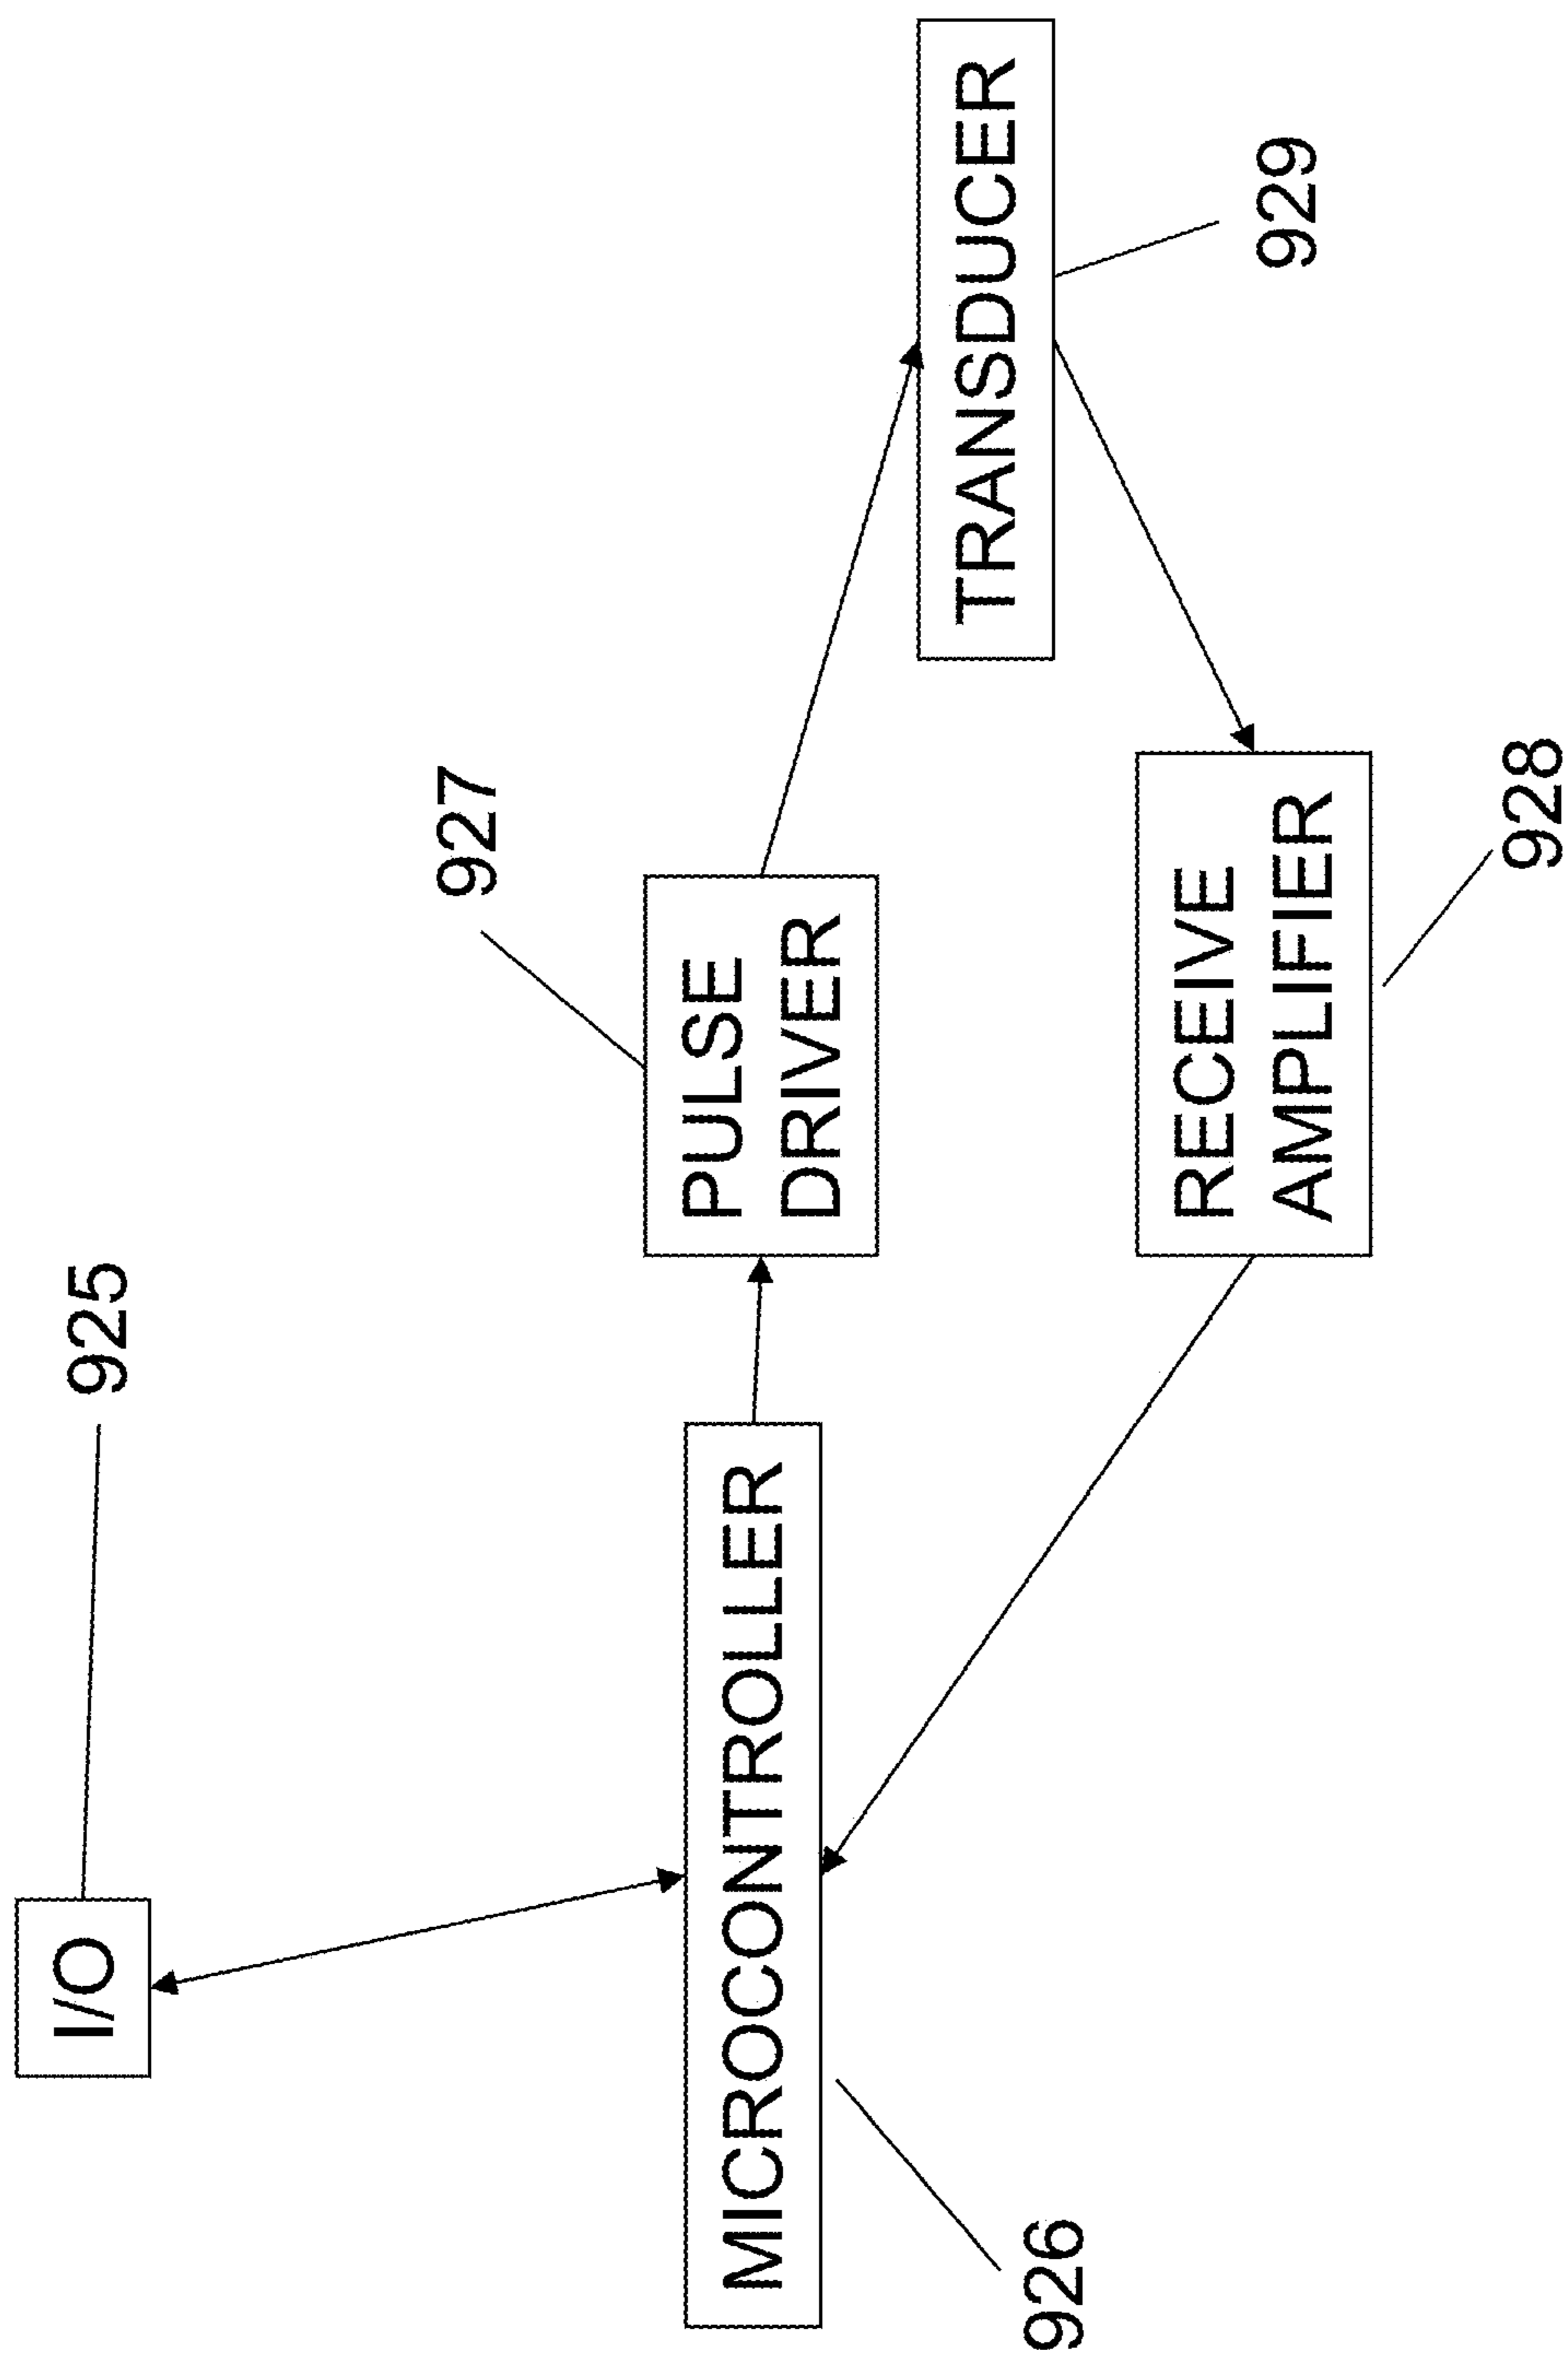 I/O
925
MICROCONTROLLER
926
PULSE
DRIVER
927
RECEIVE
AMPLIFIER
928
TRANSDUCER
929